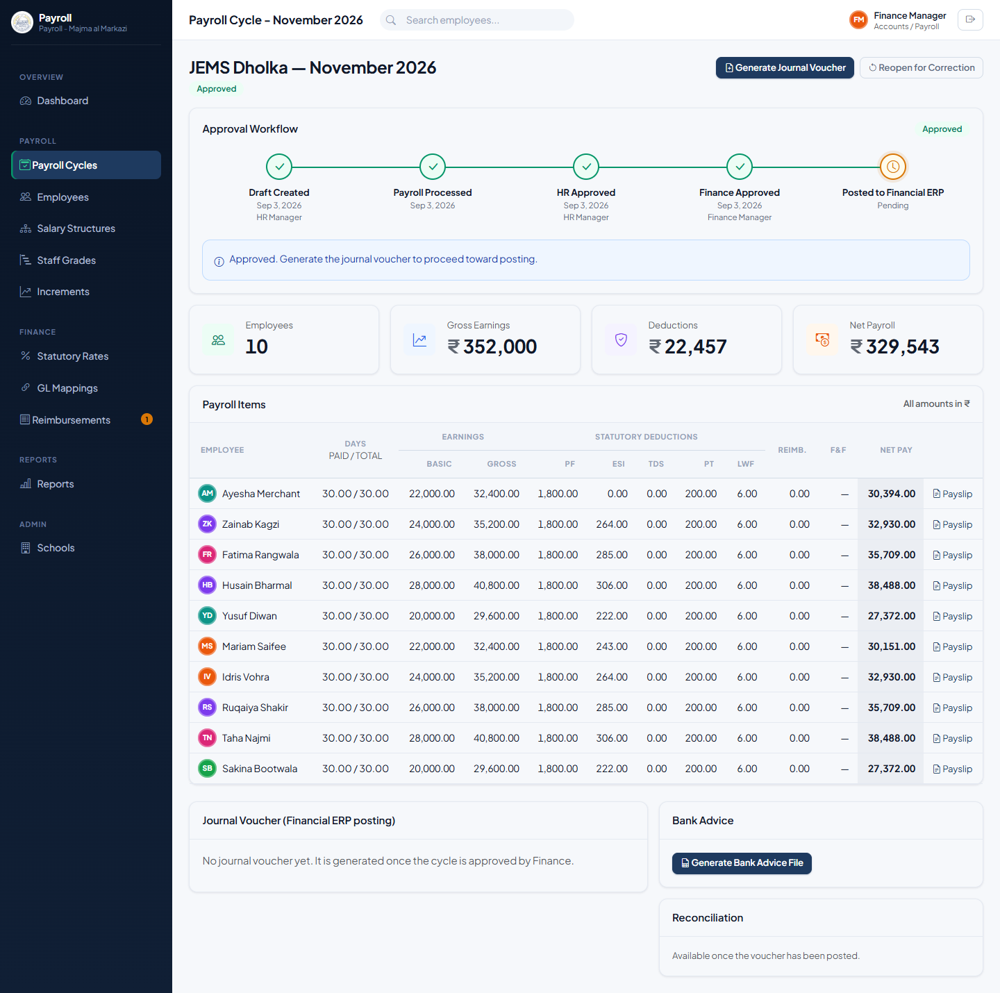 Payroll
Payroll - Majma al Markazi
OVERVIEW
Dashboard
PAYROLL
Payroll Cycles
Employees
Salary Structures
Staff Grades
Increments
FINANCE
Statutory Rates
GL Mappings
Reimbursements 1
REPORTS
Reports
ADMIN
Schools
Payroll Cycle - November 2026
Search employees...
FM
Finance Manager
Accounts / Payroll
JEMS Dholka — November 2026
Generate Journal Voucher
Reopen for Correction
Approved
Approval Workflow
Approved
Draft Created
Sep 3, 2026
HR Manager
Payroll Processed
Sep 3, 2026
HR Approved
Sep 3, 2026
HR Manager
Finance Approved
Sep 3, 2026
Finance Manager
Posted to Financial ERP
Pending
Approved. Generate the journal voucher to proceed toward posting.
Employees
10
Gross Earnings
₹ 352,000
Deductions
₹ 22,457
Net Payroll
₹ 329,543
Payroll Items
All amounts in ₹
EMPLOYEE DAYS PAID / TOTAL EARNINGS STATUTORY DEDUCTIONS REIMB. F&F NET PAY
BASIC GROSS PF ESI TDS PT LWF
AM Ayesha Merchant 30.00 / 30.00 22,000.00 32,400.00 1,800.00 0.00 0.00 200.00 6.00 0.00 — 30,394.00 Payslip
ZK Zainab Kagzi 30.00 / 30.00 24,000.00 35,200.00 1,800.00 264.00 0.00 200.00 6.00 0.00 — 32,930.00 Payslip
FR Fatima Rangwala 30.00 / 30.00 26,000.00 38,000.00 1,800.00 285.00 0.00 200.00 6.00 0.00 — 35,709.00 Payslip
HB Husain Bharmal 30.00 / 30.00 28,000.00 40,800.00 1,800.00 306.00 0.00 200.00 6.00 0.00 — 38,488.00 Payslip
YD Yusuf Diwan 30.00 / 30.00 20,000.00 29,600.00 1,800.00 222.00 0.00 200.00 6.00 0.00 — 27,372.00 Payslip
MS Mariam Saifee 30.00 / 30.00 22,000.00 32,400.00 1,800.00 243.00 0.00 200.00 6.00 0.00 — 30,151.00 Payslip
IV Idris Vohra 30.00 / 30.00 24,000.00 35,200.00 1,800.00 264.00 0.00 200.00 6.00 0.00 — 32,930.00 Payslip
RS Ruqaiya Shakir 30.00 / 30.00 26,000.00 38,000.00 1,800.00 285.00 0.00 200.00 6.00 0.00 — 35,709.00 Payslip
TN Taha Najmi 30.00 / 30.00 28,000.00 40,800.00 1,800.00 306.00 0.00 200.00 6.00 0.00 — 38,488.00 Payslip
SB Sakina Bootwala 30.00 / 30.00 20,000.00 29,600.00 1,800.00 222.00 0.00 200.00 6.00 0.00 — 27,372.00 Payslip
Journal Voucher (Financial ERP posting)
No journal voucher yet. It is generated once the cycle is approved by Finance.
Bank Advice
Generate Bank Advice File
Reconciliation
Available once the voucher has been posted.